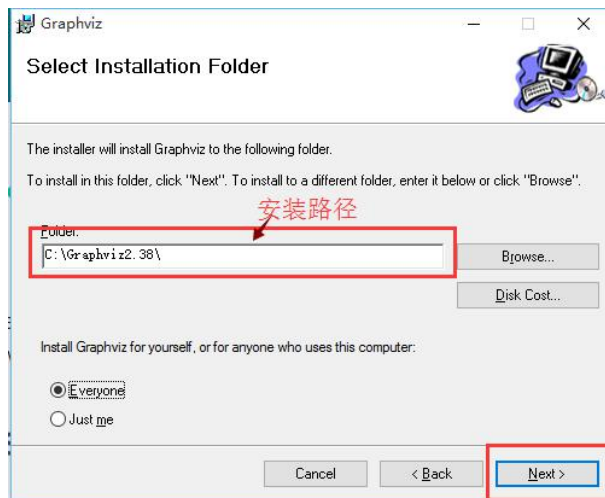 Graphviz
Select Installation Folder
The installer will install Graphviz to the following folder.
To install in this folder, click "Next". To install to a different folder, enter it below or click "Browse".
安装路径
Folder:
C:\Graphviz2.38\
Browse...
Disk Cost...
Install Graphviz for yourself, or for anyone who uses this computer:
Everyone
Just me
Cancel
< Back
Next >